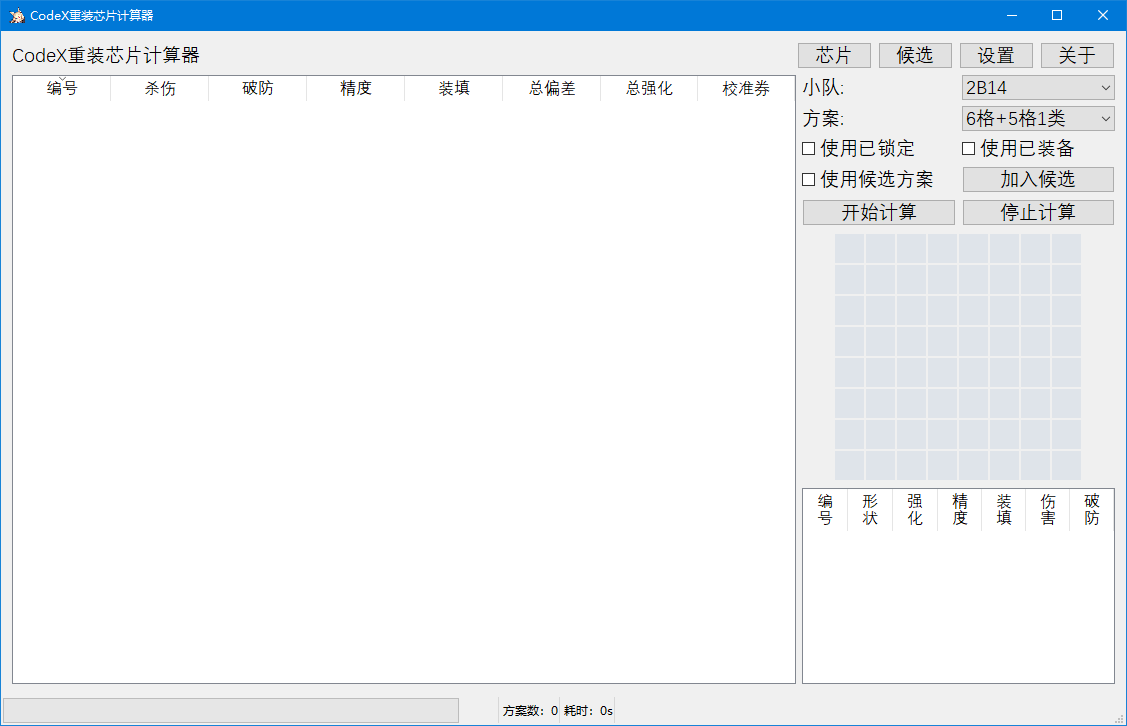 CodeX重装芯片计算器
CodeX重装芯片计算器 芯片 候选 设置 关于
编号 杀伤 破防 精度 装填 总偏差 总强化 校准券
小队: 2B14
方案: 6格+5格1类
使用已锁定 使用已装备
使用候选方案 加入候选
开始计算 停止计算
编号 形状 强化 精度 装填 伤害 破防
方案数: 0 耗时: 0s